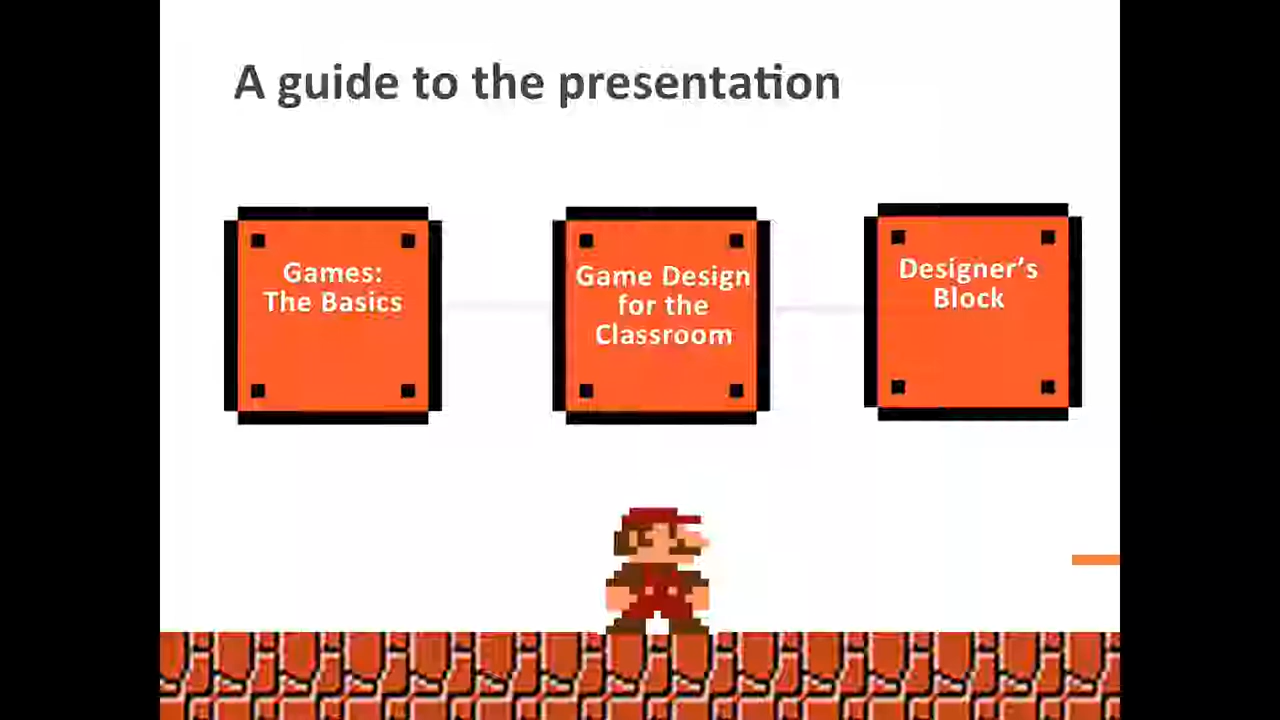 A guide to the presentation
Games:
The Basics
Game Design
for the
Classroom
Designer’s
Block